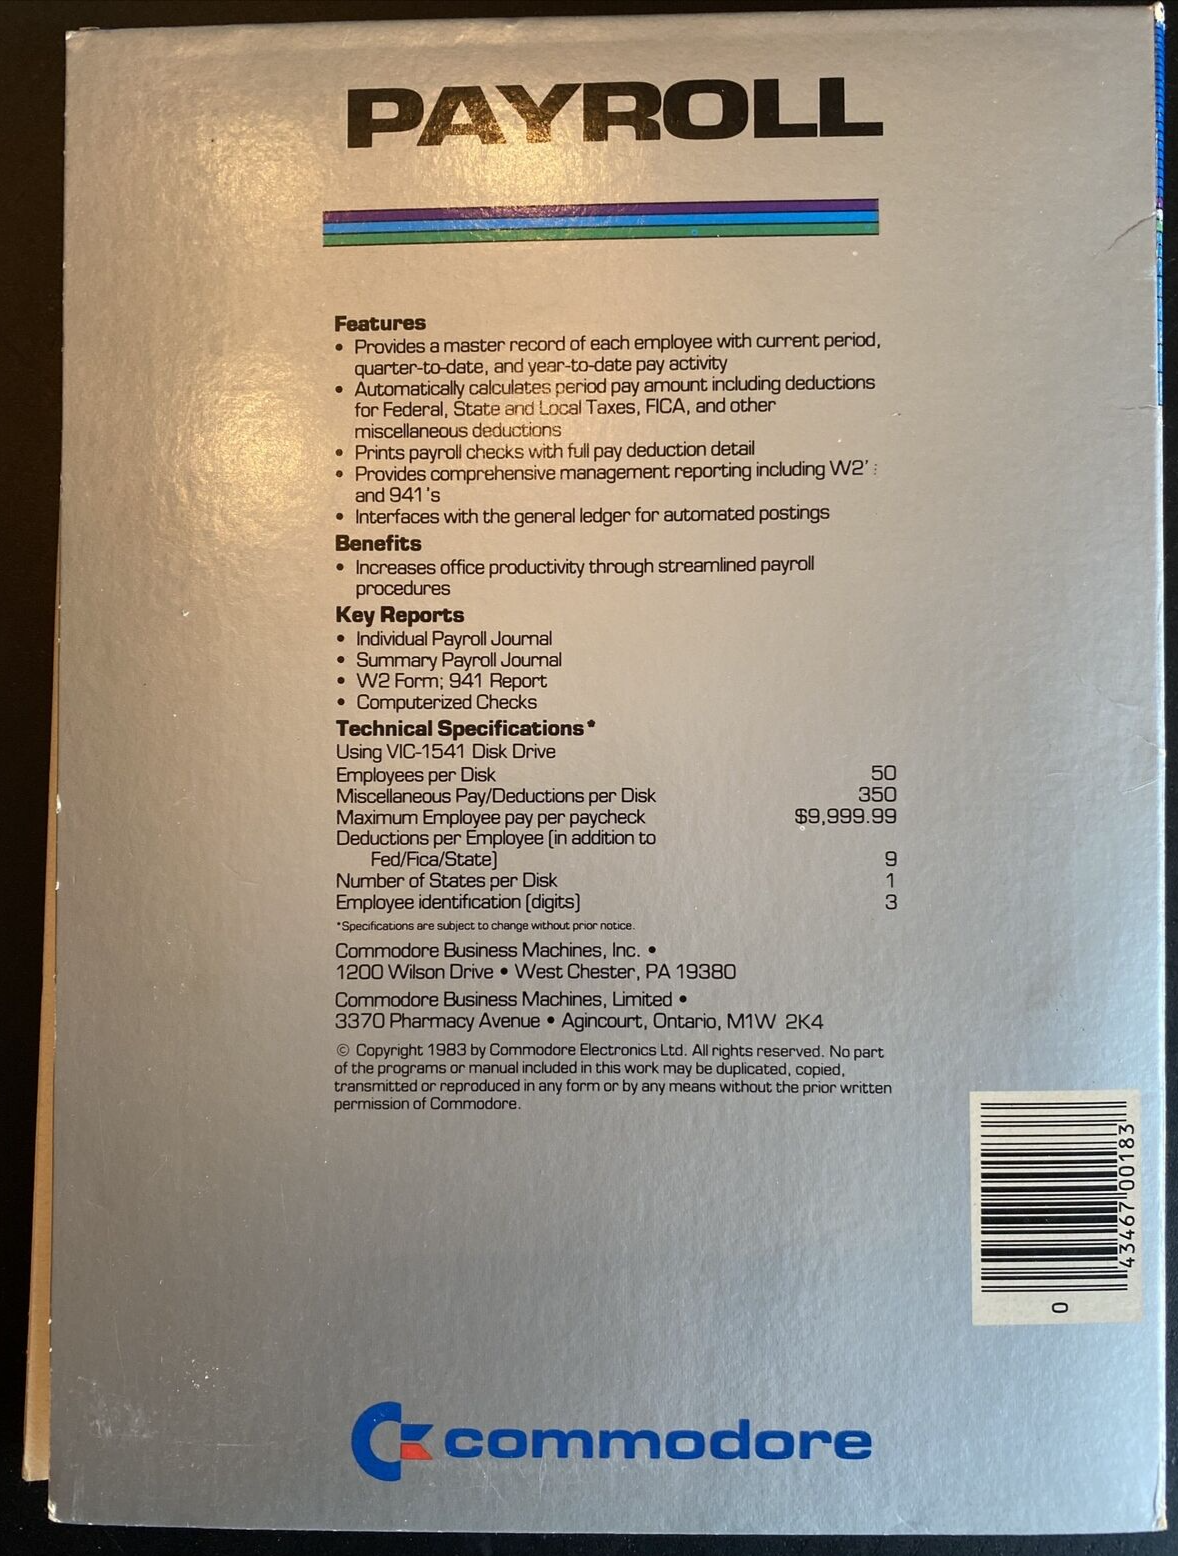 PAYROLL
Features
• Provides a master record of each employee with current period,
quarter-to-date, and year-to-date pay activity
• Automatically calculates period pay amount including deductions
for Federal, State and Local Taxes, FICA, and other
miscellaneous deductions
• Prints payroll checks with full pay deduction detail
• Provides comprehensive management reporting including W2'
and 941's
• Interfaces with the general ledger for automated postings
Benefits
• Increases office productivity through streamlined payroll
procedures
Key Reports
• Individual Payroll Journal
• Summary Payroll Journal
• W2 Form; 941 Report
• Computerized Checks
Technical Specifications*
Using VIC-1541 Disk Drive
Employees per Disk 50
Miscellaneous Pay/Deductions per Disk 350
Maximum Employee pay per paycheck $9,999.99
Deductions per Employee (in addition to
Fed/Fica/State) 9
Number of States per Disk 1
Employee identification (digits) 3
*Specifications are subject to change without prior notice.
Commodore Business Machines, Inc. •
1200 Wilson Drive • West Chester, PA 19380
Commodore Business Machines, Limited •
3370 Pharmacy Avenue • Agincourt, Ontario, M1W 2K4
© Copyright 1983 by Commodore Electronics Ltd. All rights reserved. No part
of the programs or manual included in this work may be duplicated, copied,
transmitted or reproduced in any form or by any means without the prior written
permission of Commodore.
0 43467 00183
commodore